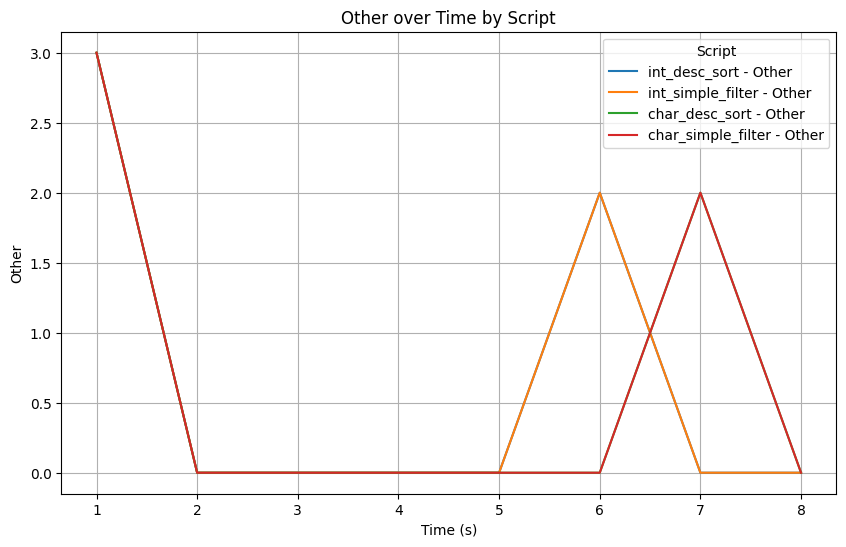 Other over Time by Script
Script
int_desc_sort - Other
int_simple_filter - Other
char_desc_sort - Other
char_simple_filter - Other
Other
3.0
2.5
2.0
1.5
1.0
0.5
0.0
1 2 3 4 5 6 7 8
Time (s)